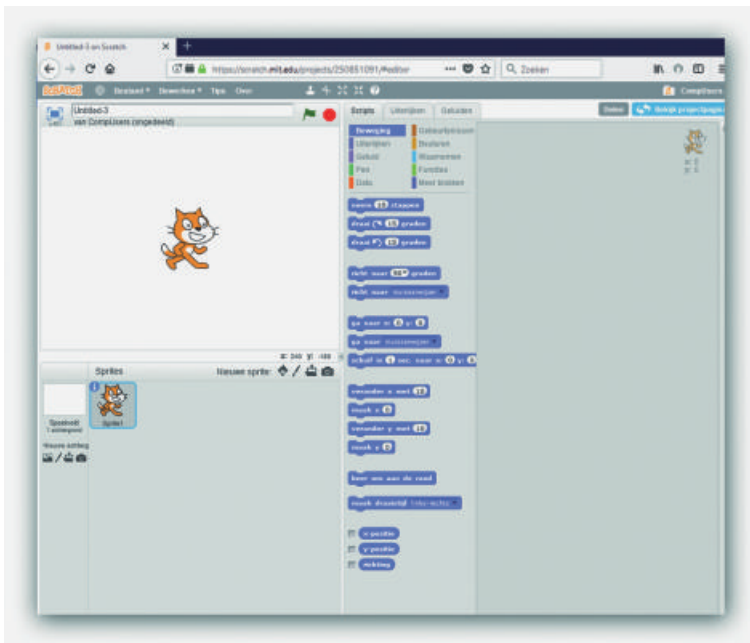 Untitled-3 on Scratch
https://scratch.mit.edu/projects/250851091/#editor
Zoeken
SCRATCH Bestand Bewerken Tips Over
CompUsers
Untitled-3
van CompUsers (ongedeeld)
Scripts Uiterlijken Geluiden
Delen Bekijk projectpagina
Beweging Gebeurtenissen
Uiterlijken Besturen
Geluid Waarnemen
Pen Functies
Data Meer blokken
neem 10 stappen
draai 15 graden
draai 15 graden
richt naar 90 graden
richt naar muisaanwijzer
ga naar x: 0 y: 0
ga naar muisaanwijzer
schuif in 1 sec. naar x: 0 y: 0
verander x met 10
maak x 0
verander y met 10
maak y 0
keer om aan de rand
maak draaistijl links-rechts
x-positie
y-positie
richting
x: 240 y: -180
Sprites Nieuwe sprite:
Speelveld
1 achtergrond
Sprite1